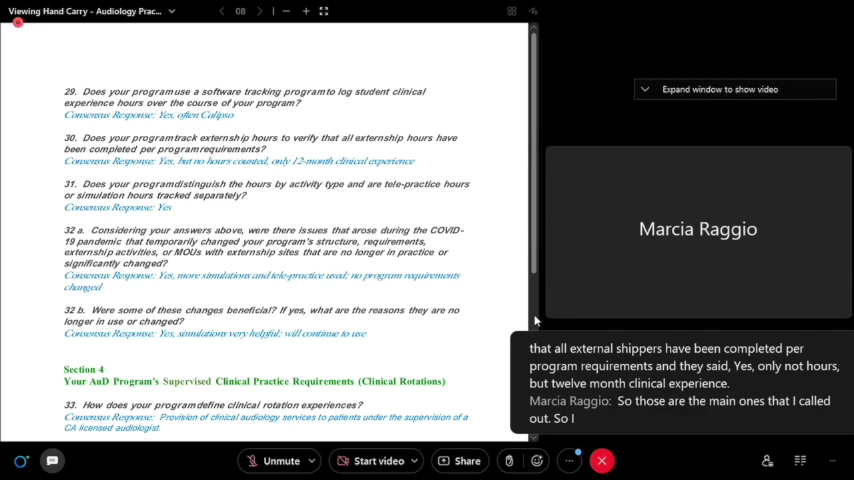 Viewing Hand Carry - Audiology Prac...
08
29. Does your program use a software tracking program to log student clinical
experience hours over the course of your program?
Consensus Response: Yes, often Calipso
30. Does your program track externship hours to verify that all externship hours have
been completed per program requirements?
Consensus Response: Yes, but no hours counted, only 12-month clinical experience
31. Does your program distinguish the hours by activity type and are tele-practice hours
or simulation hours tracked separately?
Consensus Response: Yes
32 a. Considering your answers above, were there issues that arose during the COVID-
19 pandemic that temporarily changed your program's structure, requirements,
externship activities, or MOUs with externship sites that are no longer in practice or
significantly changed?
Consensus Response: Yes, more simulations and tele-practice used; no program requirements
changed
32 b. Were some of these changes beneficial? If yes, what are the reasons they are no
longer in use or changed?
Consensus Response: Yes, simulations very helpful; will continue to use
Section 4
Your AuD Program's Supervised Clinical Practice Requirements (Clinical Rotations)
33. How does your program define clinical rotation experiences?
Consensus Response: Provision of clinical audiology services to patients under the supervision of a
CA licensed audiologist.
Expand window to show video
Marcia Raggio
that all external shippers have been completed per
program requirements and they said, Yes, only not hours,
but twelve month clinical experience.
Marcia Raggio: So those are the main ones that I called
out. So I
Unmute
Start video
Share